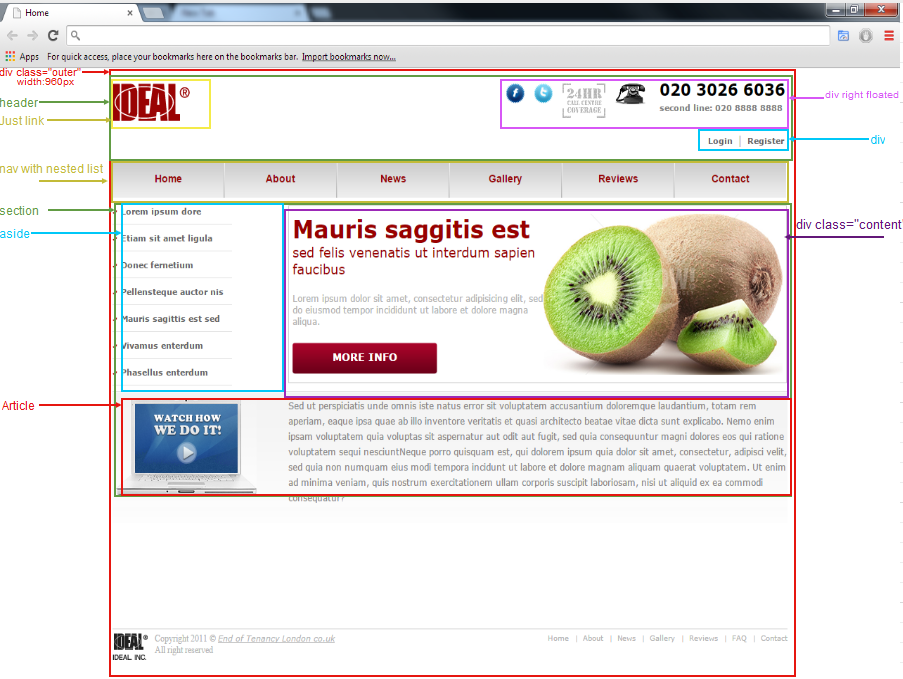 Home
Apps For quick access, place your bookmarks here on the bookmarks bar. Import bookmarks now...
div class="outer"
width:960px
header
Just link
IDEAL®
24HR
CALL CENTRE
COVERAGE
020 3026 6036
second line: 020 8888 8888
div right floated
Login | Register
div
nav with nested list
Home About News Gallery Reviews Contact
section
aside
Lorem ipsum dore
Etiam sit amet ligula
Donec fernetium
Pellensteque auctor nis
Mauris sagittis est sed
Vivamus enterdum
Phasellus enterdum
Mauris saggitis est
sed felis venenatis ut interdum sapien
faucibus
Lorem ipsum dolor sit amet, consectetur adipisicing elit, sed
do eiusmod tempor incididunt ut labore et dolore magna
aliqua.
MORE INFO
div class="content"
Article
WATCH HOW
WE DO IT!
Sed ut perspiciatis unde omnis iste natus error sit voluptatem accusantium doloremque laudantium, totam rem
aperiam, eaque ipsa quae ab illo inventore veritatis et quasi architecto beatae vitae dicta sunt explicabo. Nemo enim
ipsam voluptatem quia voluptas sit aspernatur aut odit aut fugit, sed quia consequuntur magni dolores eos qui ratione
voluptatem sequi nesciuntNeque porro quisquam est, qui dolorem ipsum quia dolor sit amet, consectetur, adipisci velit,
sed quia non numquam eius modi tempora incidunt ut labore et dolore magnam aliquam quaerat voluptatem. Ut enim
ad minima veniam, quis nostrum exercitationem ullam corporis suscipit laboriosam, nisi ut aliquid ex ea commodi
consequatur?
IDEAL®
IDEAL, INC.
Copyright 2011 © End of Tenancy London co.uk
All right reserved
Home | About | News | Gallery | Reviews | FAQ | Contact